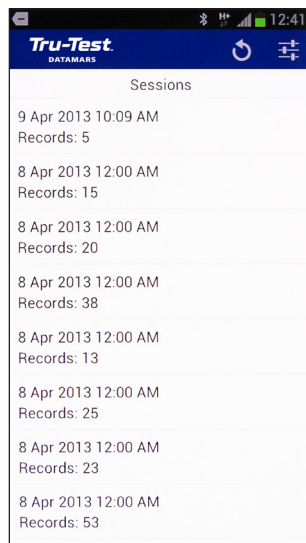 H+
12:41
Tru-Test
DATAMARS
Sessions
9 Apr 2013 10:09 AM
Records: 5
8 Apr 2013 12:00 AM
Records: 15
8 Apr 2013 12:00 AM
Records: 20
8 Apr 2013 12:00 AM
Records: 38
8 Apr 2013 12:00 AM
Records: 13
8 Apr 2013 12:00 AM
Records: 25
8 Apr 2013 12:00 AM
Records: 23
8 Apr 2013 12:00 AM
Records: 53